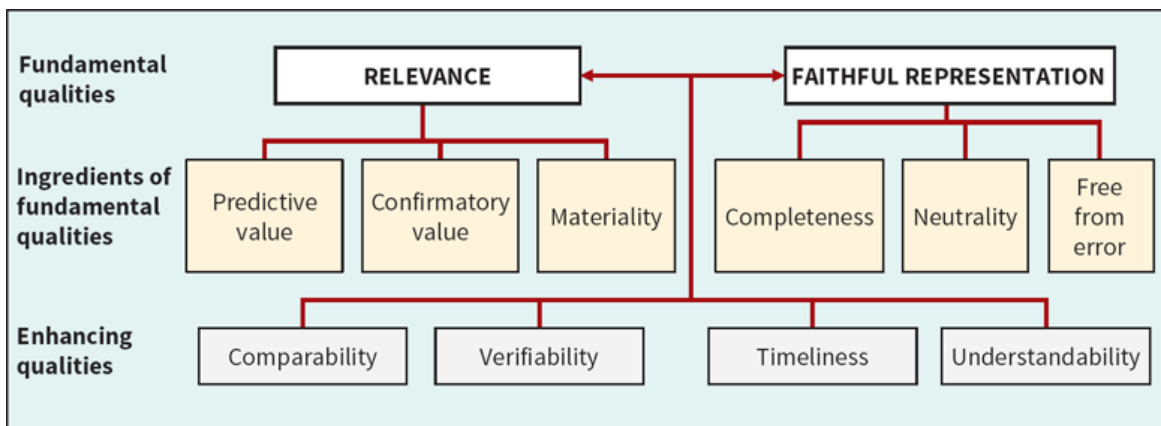 Fundamental
qualities
RELEVANCE
FAITHFUL REPRESENTATION
Ingredients of
fundamental
qualities
Predictive
value
Confirmatory
value
Materiality
Completeness
Neutrality
Free
from
error
Enhancing
qualities
Comparability
Verifiability
Timeliness
Understandability